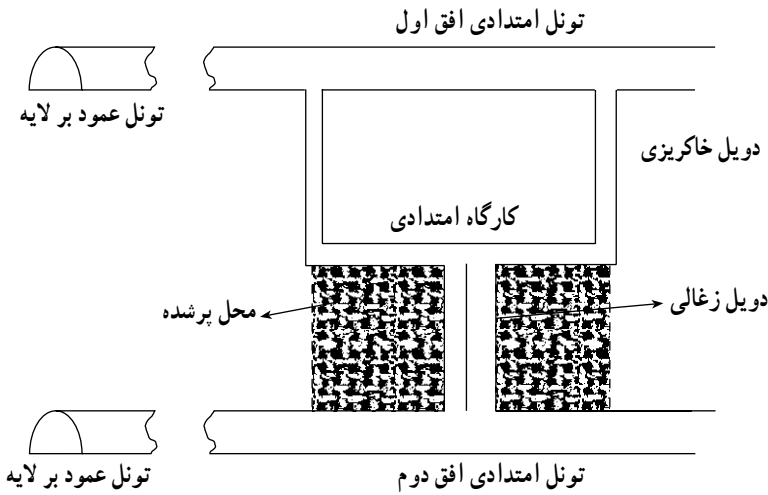 تونل امتدادی افق اول
تونل عمود بر لایه
دویل خاکریزی
کارگاه امتدادی
دویل زغالی
محل پرشده
تونل عمود بر لایه
تونل امتدادی افق دوم